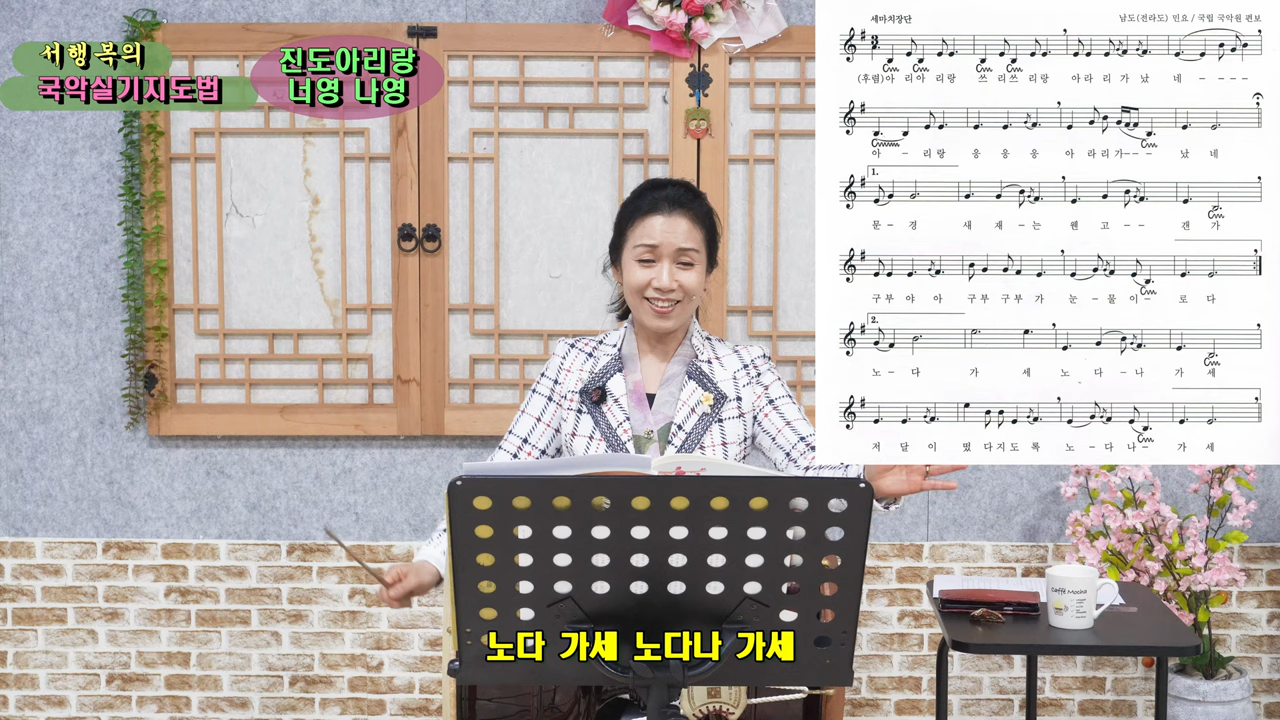 서행복의
국악실기지도법
진도아리랑
너영 나영
세마치장단
남도(전라도) 민요 / 국립 국악원 편보
(후렴)아 리아 리 랑 쓰 리쓰 리 랑 아 라 리 가 났 네 - - - -
아 - 리 랑 응 응 응 아 라 리 가 - - - 났 네
1.
문 - 경 새 재 - 는 웬 고 - - - 갠 가
구 부 야 아 구 부 구 부 가 눈 - 물 이 - 로 다
2.
노 - 다 가 세 노 다 - 나 가 세
저 달 이 떴 다 지 도 록 노 - 다 나 - 가 세
Caffé Mocha
노다 가세 노다나 가세